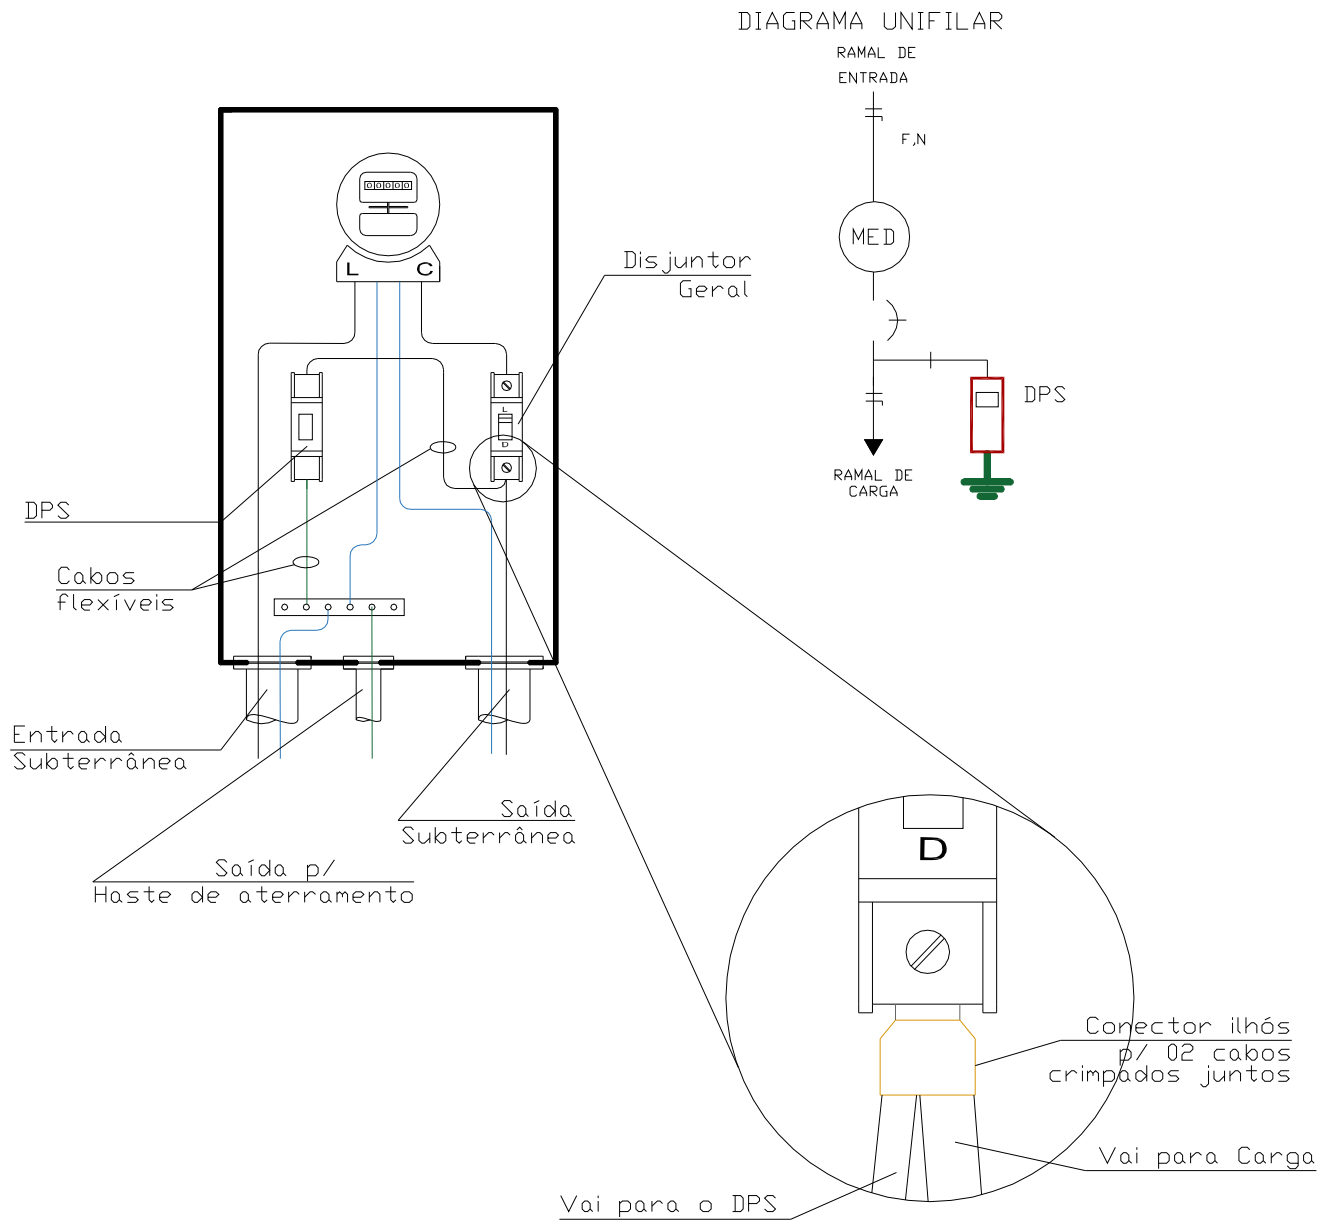 DIAGRAMA UNIFILAR
RAMAL DE
ENTRADA
F,N
MED
DPS
RAMAL DE
CARGA
00000
L C
Disjuntor
Geral
L
D
DPS
Cabos
flexíveis
Entrada
Subterrânea
Saída
Subterrânea
Saída p/
Haste de aterramento
D
Conector ilhós
p/ 02 cabos
crimpados juntos
Vai para Carga
Vai para o DPS